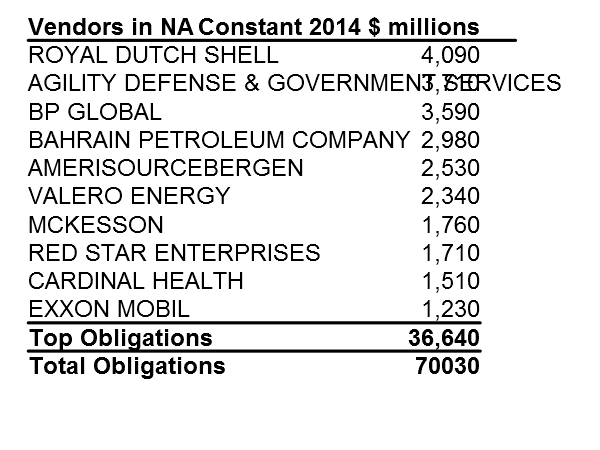 Vendors in NA Constant 2014 $ millions
ROYAL DUTCH SHELL 4,090
AGILITY DEFENSE & GOVERNMENT SERVICES 3,710
BP GLOBAL 3,590
BAHRAIN PETROLEUM COMPANY 2,980
AMERISOURCEBERGEN 2,530
VALERO ENERGY 2,340
MCKESSON 1,760
RED STAR ENTERPRISES 1,710
CARDINAL HEALTH 1,510
EXXON MOBIL 1,230
Top Obligations 36,640
Total Obligations 70030